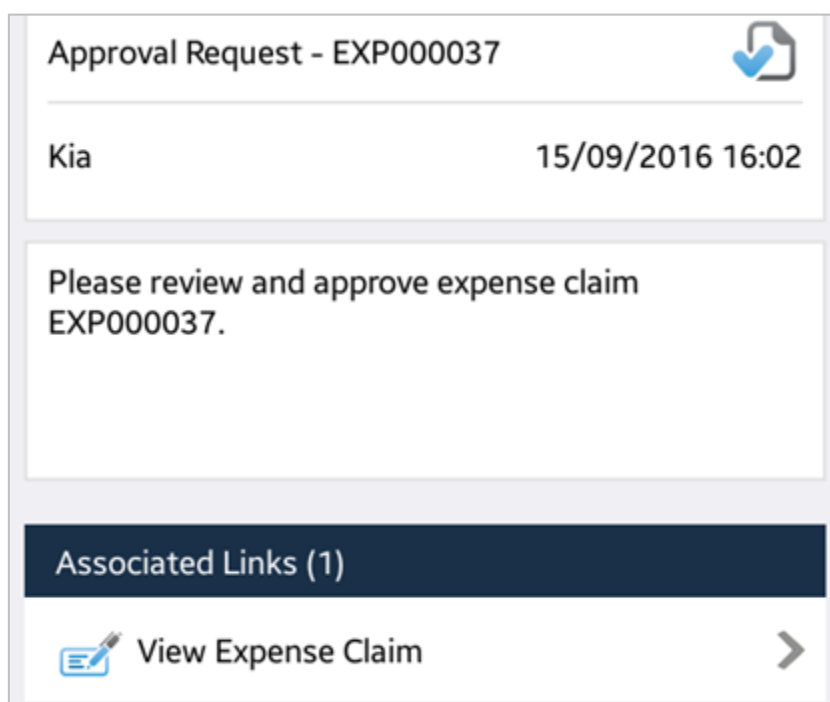 Approval Request - EXP000037
Kia 15/09/2016 16:02
Please review and approve expense claim
EXP000037.
Associated Links (1)
View Expense Claim